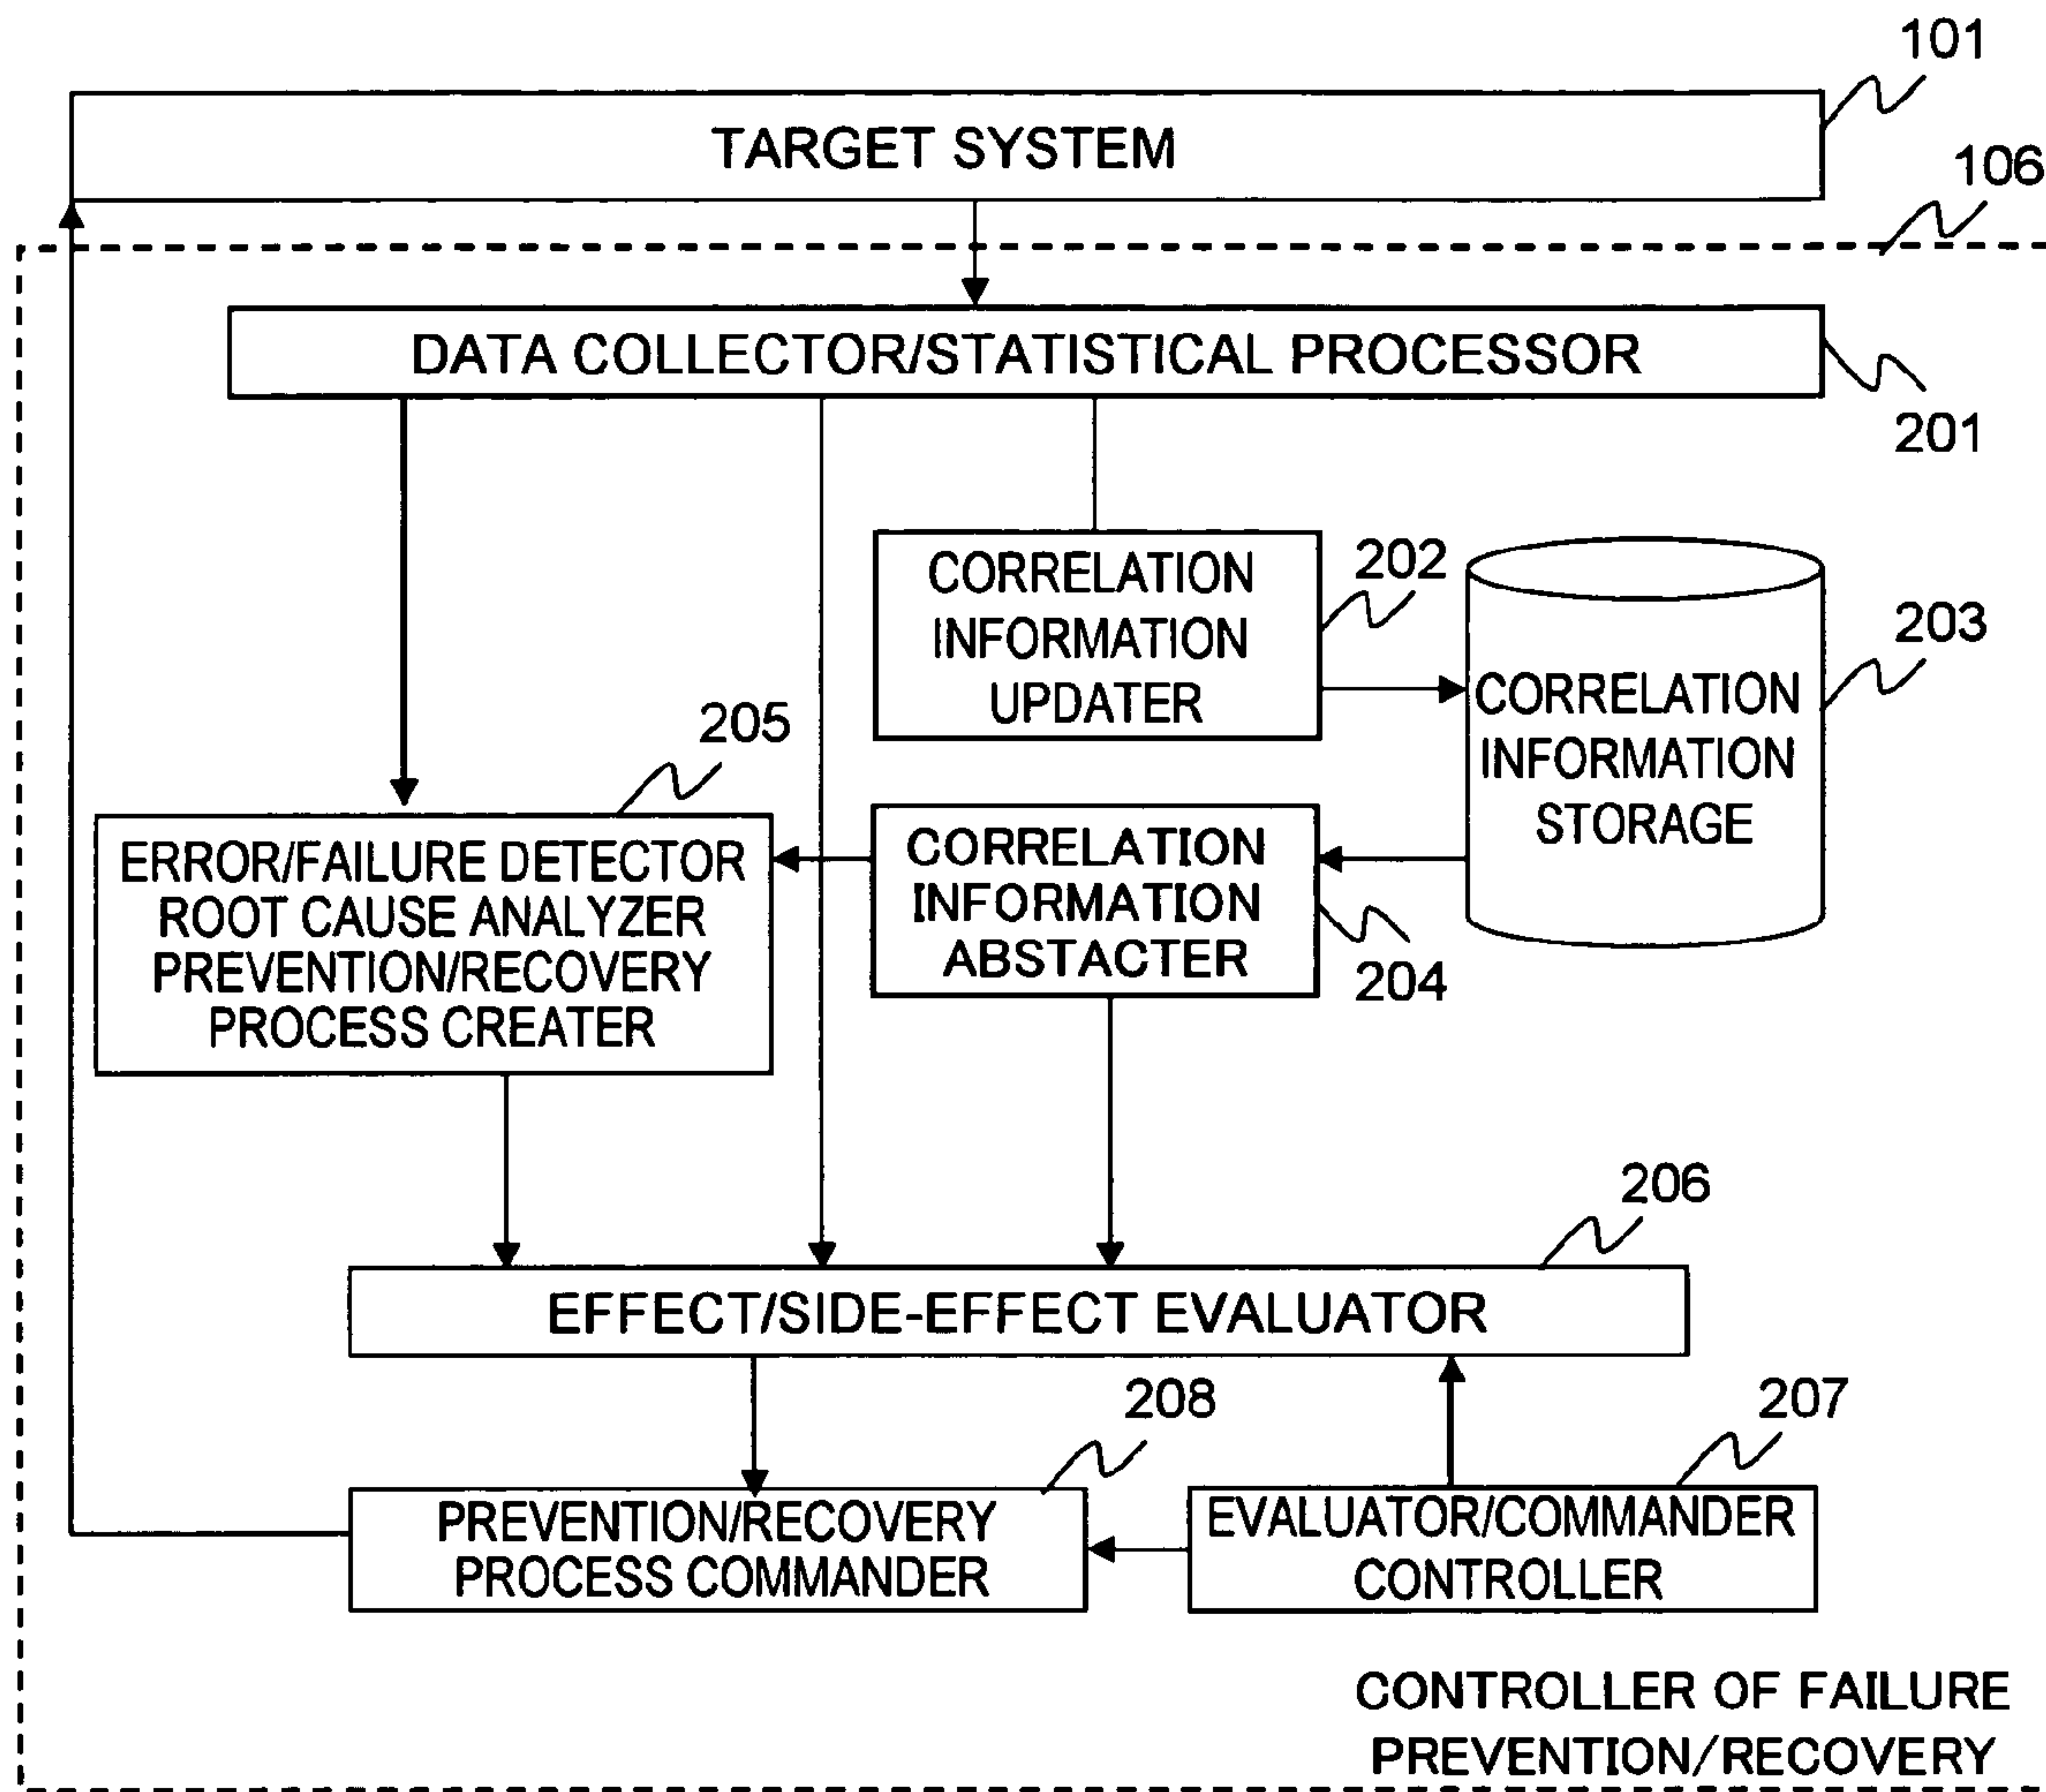 101
TARGET SYSTEM
106
DATA COLLECTOR/STATISTICAL PROCESSOR
201
CORRELATION
INFORMATION
UPDATER
202
203
CORRELATION
INFORMATION
STORAGE
205
ERROR/FAILURE DETECTOR
ROOT CAUSE ANALYZER
PREVENTION/RECOVERY
PROCESS CREATER
CORRELATION
INFORMATION
ABSTACTER
204
206
EFFECT/SIDE-EFFECT EVALUATOR
208
207
PREVENTION/RECOVERY
PROCESS COMMANDER
EVALUATOR/COMMANDER
CONTROLLER
CONTROLLER OF FAILURE
PREVENTION/RECOVERY